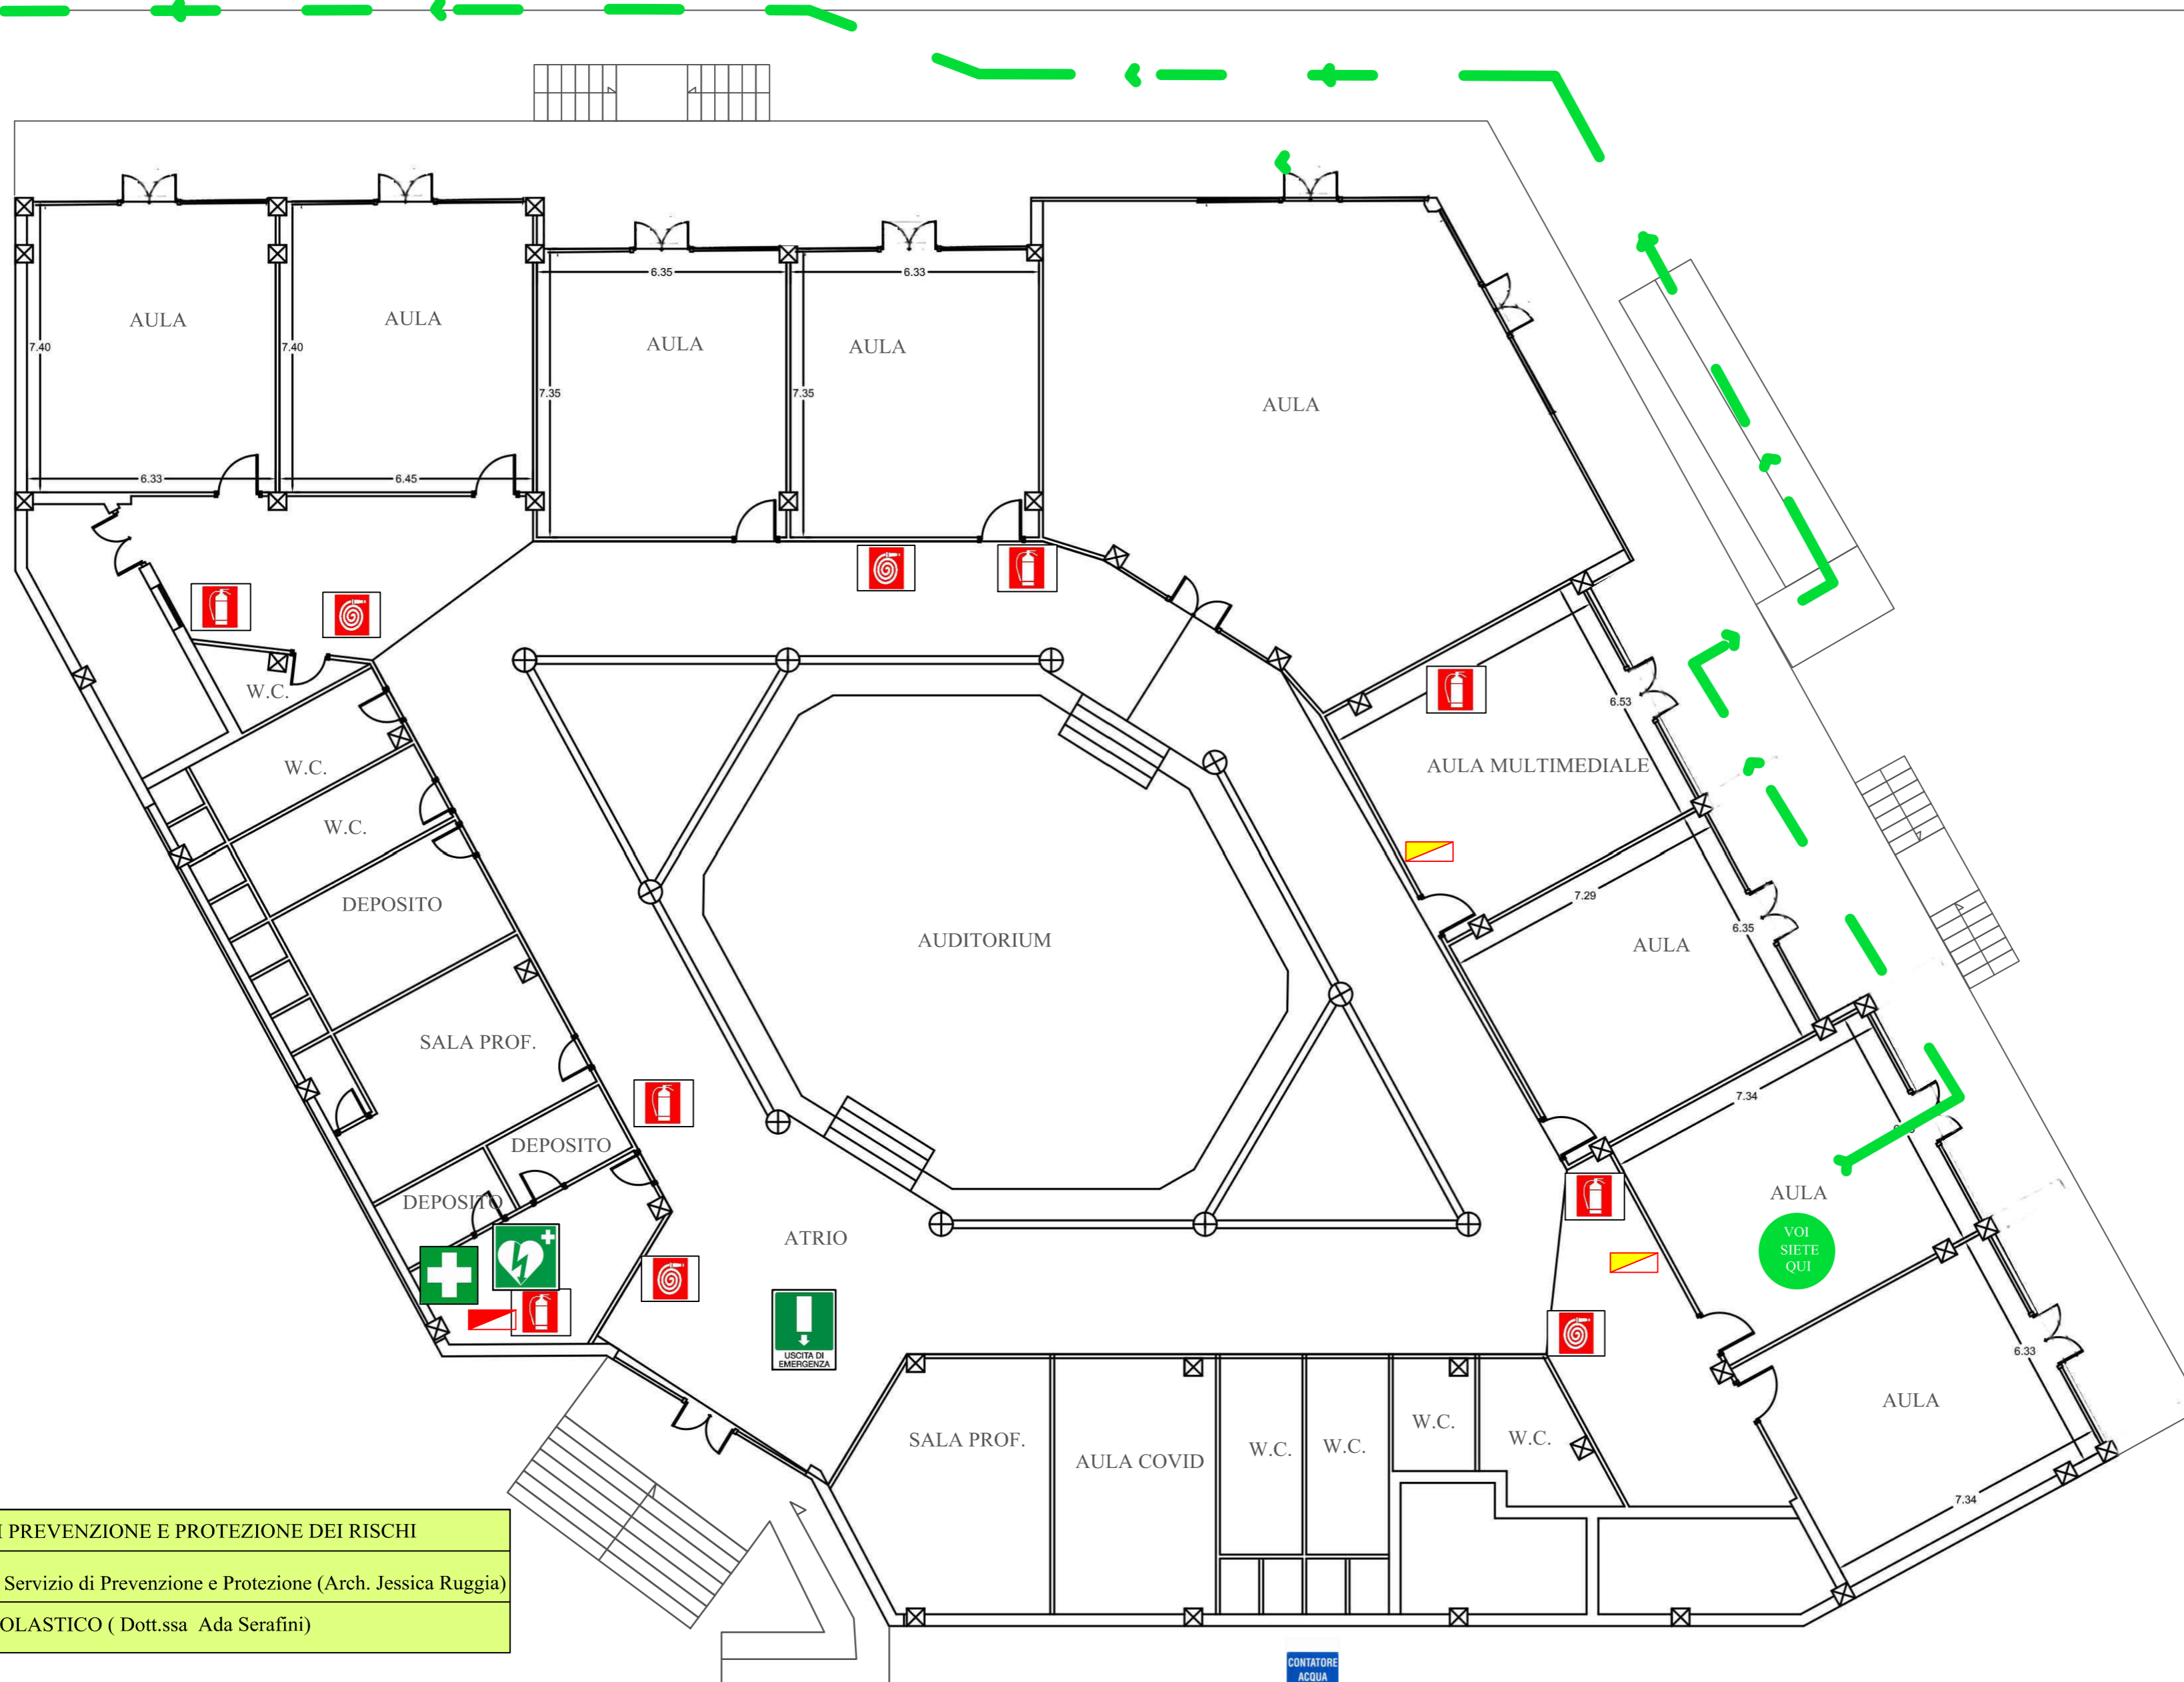 6.35
6.33
AULA
AULA
AULA
AULA
7.40
7.40
7.35
7.35
AULA
6.33
6.45
W.C.
6.53
W.C.
AULA MULTIMEDIALE
W.C.
DEPOSITO
7.29
6.35
AULA
AUDITORIUM
SALA PROF.
7.34
DEPOSITO
DEPOSITO
AULA
ATRIO
VOI
SIETE
QUI
USCITA DI
EMERGENZA
6.33
AULA
SALA PROF.
AULA COVID
W.C.
W.C.
W.C.
W.C.
7.34
I PREVENZIONE E PROTEZIONE DEI RISCHI
Servizio di Prevenzione e Protezione (Arch. Jessica Ruggia)
OLASTICO ( Dott.ssa Ada Serafini)
CONTATORE
ACQUA